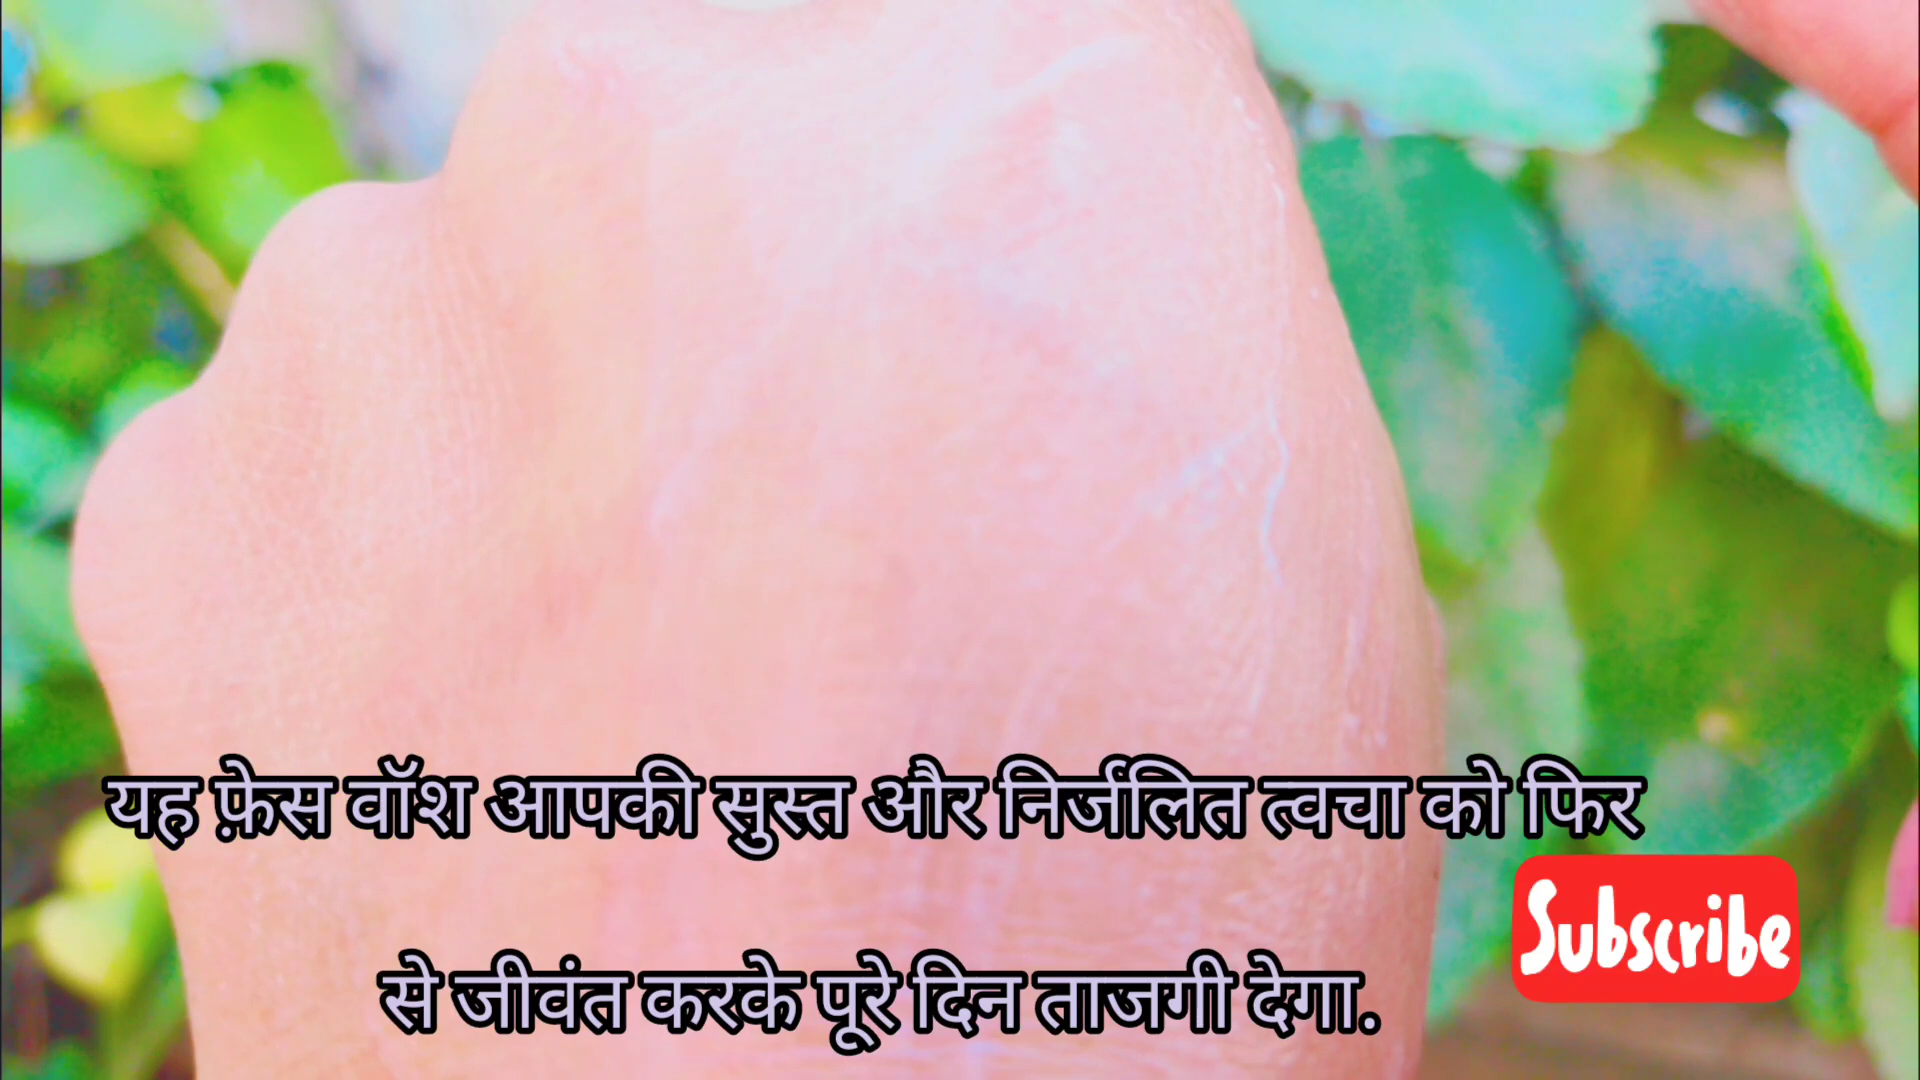 यह फ़ेस वॉश आपकी सुस्त और निर्जलित त्वचा को फिर
Subscribe
से जीवंत करके पूरे दिन ताजगी देगा.